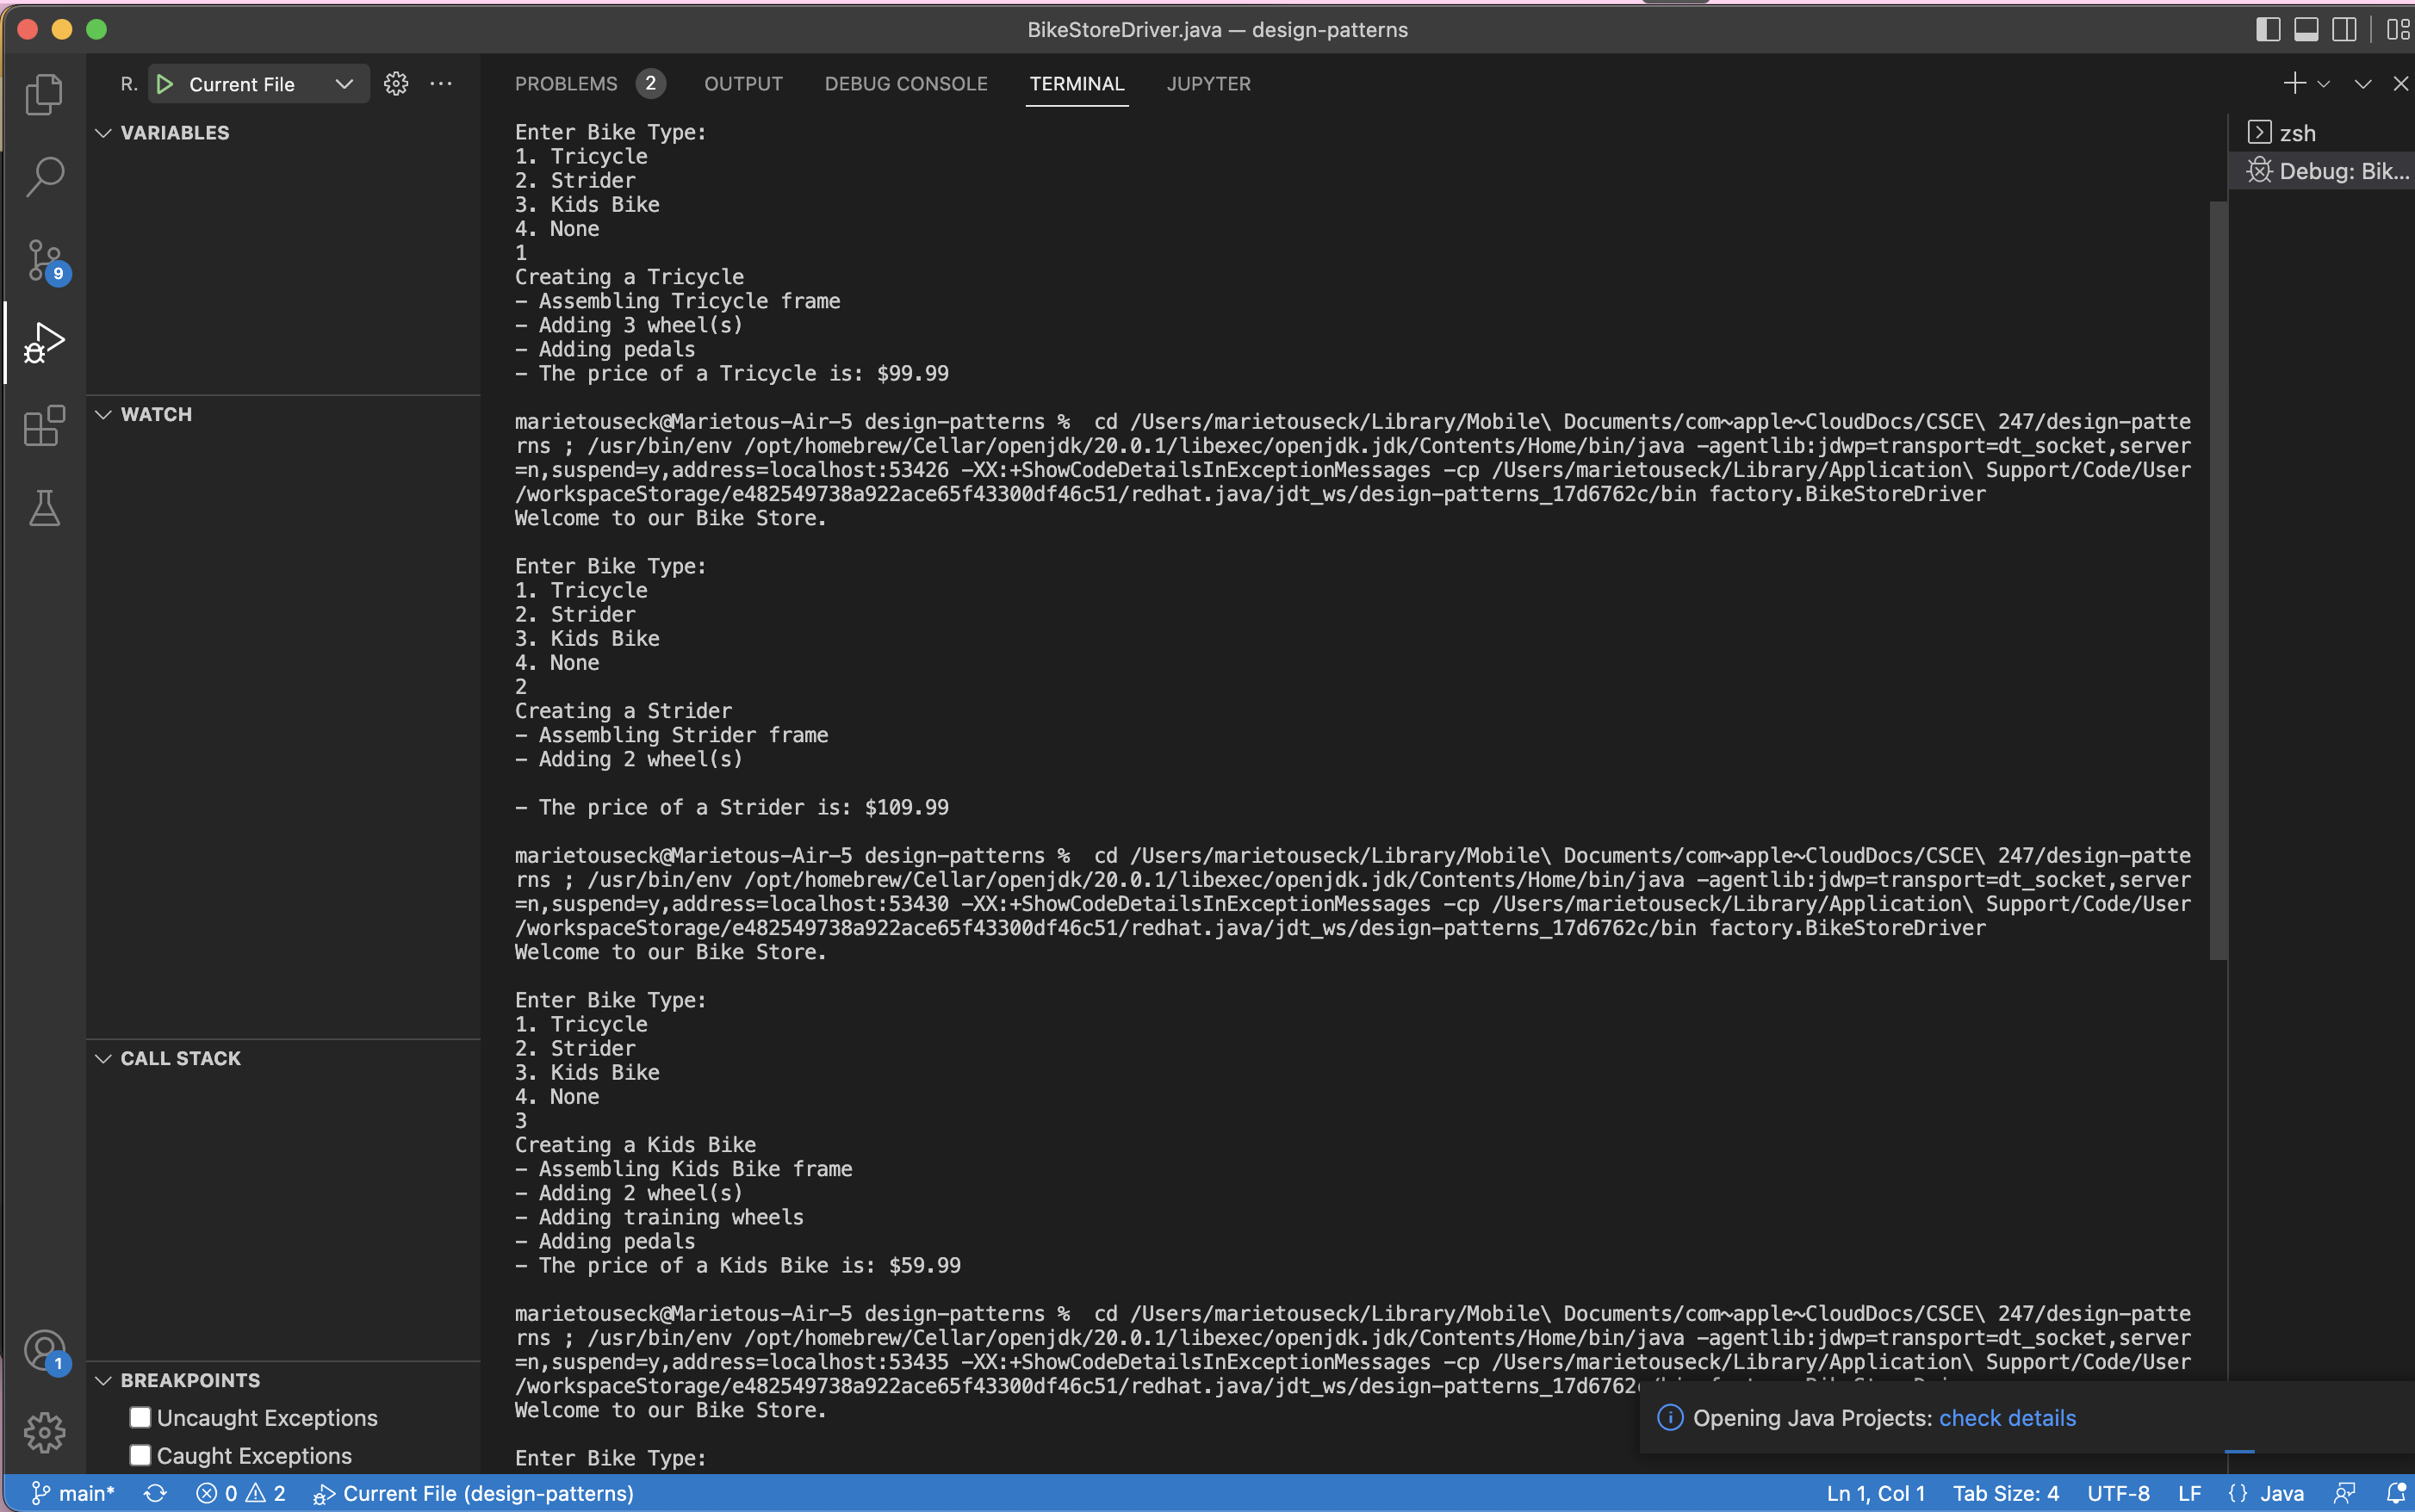 BikeStoreDriver.java — design-patterns
R. Current File ...
PROBLEMS 2 OUTPUT DEBUG CONSOLE TERMINAL JUPYTER
VARIABLES
WATCH
CALL STACK
BREAKPOINTS
Uncaught Exceptions
Caught Exceptions
9
1
Enter Bike Type:
1. Tricycle
2. Strider
3. Kids Bike
4. None
1
Creating a Tricycle
- Assembling Tricycle frame
- Adding 3 wheel(s)
- Adding pedals
- The price of a Tricycle is: $99.99
marietouseck@Marietous-Air-5 design-patterns %  cd /Users/marietouseck/Library/Mobile\ Documents/com~apple~CloudDocs/CSCE\ 247/design-patte
rns ; /usr/bin/env /opt/homebrew/Cellar/openjdk/20.0.1/libexec/openjdk.jdk/Contents/Home/bin/java -agentlib:jdwp=transport=dt_socket,server
=n,suspend=y,address=localhost:53426 -XX:+ShowCodeDetailsInExceptionMessages -cp /Users/marietouseck/Library/Application\ Support/Code/User
/workspaceStorage/e482549738a922ace65f43300df46c51/redhat.java/jdt_ws/design-patterns_17d6762c/bin factory.BikeStoreDriver
Welcome to our Bike Store.
Enter Bike Type:
1. Tricycle
2. Strider
3. Kids Bike
4. None
2
Creating a Strider
- Assembling Strider frame
- Adding 2 wheel(s)
- The price of a Strider is: $109.99
marietouseck@Marietous-Air-5 design-patterns %  cd /Users/marietouseck/Library/Mobile\ Documents/com~apple~CloudDocs/CSCE\ 247/design-patte
rns ; /usr/bin/env /opt/homebrew/Cellar/openjdk/20.0.1/libexec/openjdk.jdk/Contents/Home/bin/java -agentlib:jdwp=transport=dt_socket,server
=n,suspend=y,address=localhost:53430 -XX:+ShowCodeDetailsInExceptionMessages -cp /Users/marietouseck/Library/Application\ Support/Code/User
/workspaceStorage/e482549738a922ace65f43300df46c51/redhat.java/jdt_ws/design-patterns_17d6762c/bin factory.BikeStoreDriver
Welcome to our Bike Store.
Enter Bike Type:
1. Tricycle
2. Strider
3. Kids Bike
4. None
3
Creating a Kids Bike
- Assembling Kids Bike frame
- Adding 2 wheel(s)
- Adding training wheels
- Adding pedals
- The price of a Kids Bike is: $59.99
marietouseck@Marietous-Air-5 design-patterns %  cd /Users/marietouseck/Library/Mobile\ Documents/com~apple~CloudDocs/CSCE\ 247/design-patte
rns ; /usr/bin/env /opt/homebrew/Cellar/openjdk/20.0.1/libexec/openjdk.jdk/Contents/Home/bin/java -agentlib:jdwp=transport=dt_socket,server
=n,suspend=y,address=localhost:53435 -XX:+ShowCodeDetailsInExceptionMessages -cp /Users/marietouseck/Library/Application\ Support/Code/User
/workspaceStorage/e482549738a922ace65f43300df46c51/redhat.java/jdt_ws/design-patterns_17d6762
Welcome to our Bike Store.
Enter Bike Type:
zsh
Debug: Bik...
Opening Java Projects: check details
main* 0 2 Current File (design-patterns) Ln 1, Col 1 Tab Size: 4 UTF-8 LF {} Java